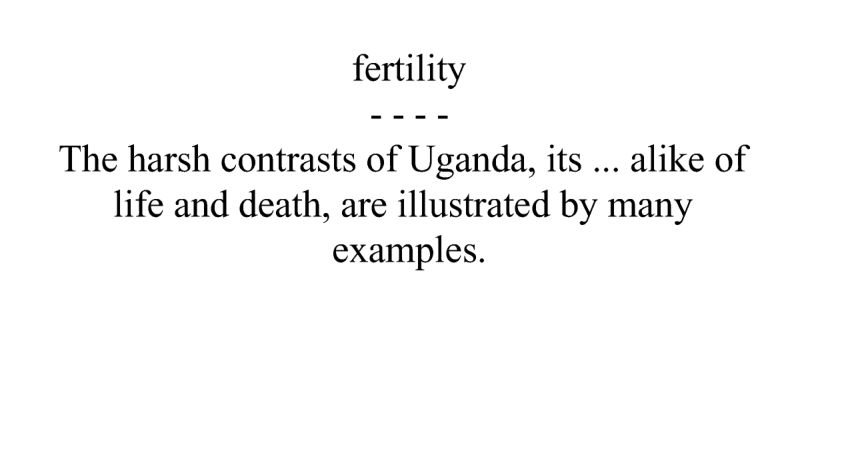 fertility
- - - -
The harsh contrasts of Uganda, its ... alike of
life and death, are illustrated by many
examples.